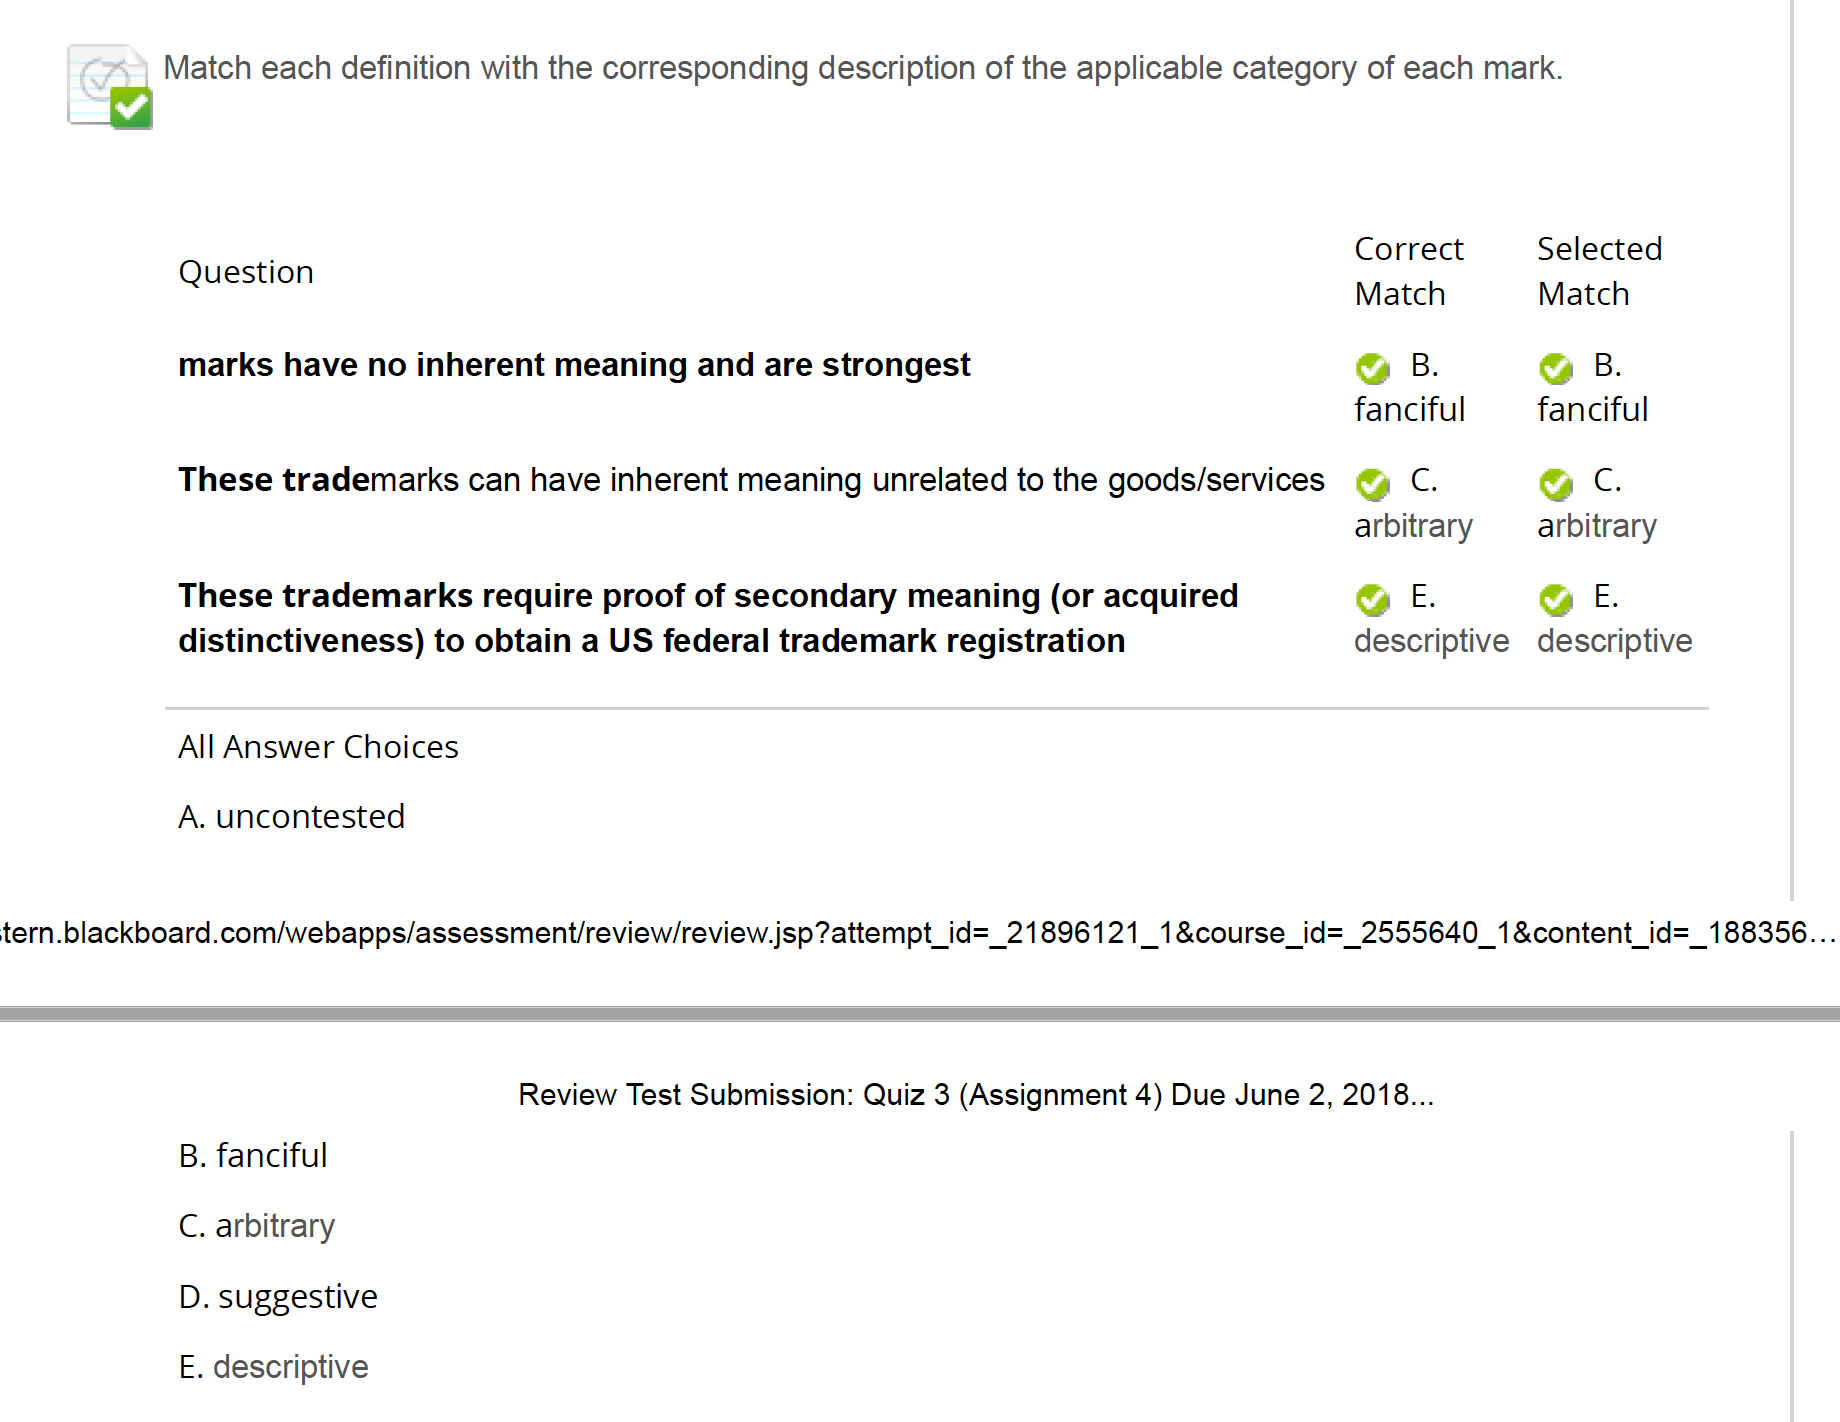 Match each definition with the corresponding description of the applicable category of each mark.
Question
Correct Match
Selected Match
marks have no inherent meaning and are strongest
B. fanciful
B. fanciful
These trademarks can have inherent meaning unrelated to the goods/services
C. arbitrary
C. arbitrary
These trademarks require proof of secondary meaning (or acquired
distinctiveness) to obtain a US federal trademark registration
E. descriptive
E. descriptive
All Answer Choices
A. uncontested
stern.blackboard.com/webapps/assessment/review/review.jsp?attempt_id=_21896121_1&course_id=_2555640_1&content_id=_188356…
Review Test Submission: Quiz 3 (Assignment 4) Due June 2, 2018...
B. fanciful
C. arbitrary
D. suggestive
E. descriptive